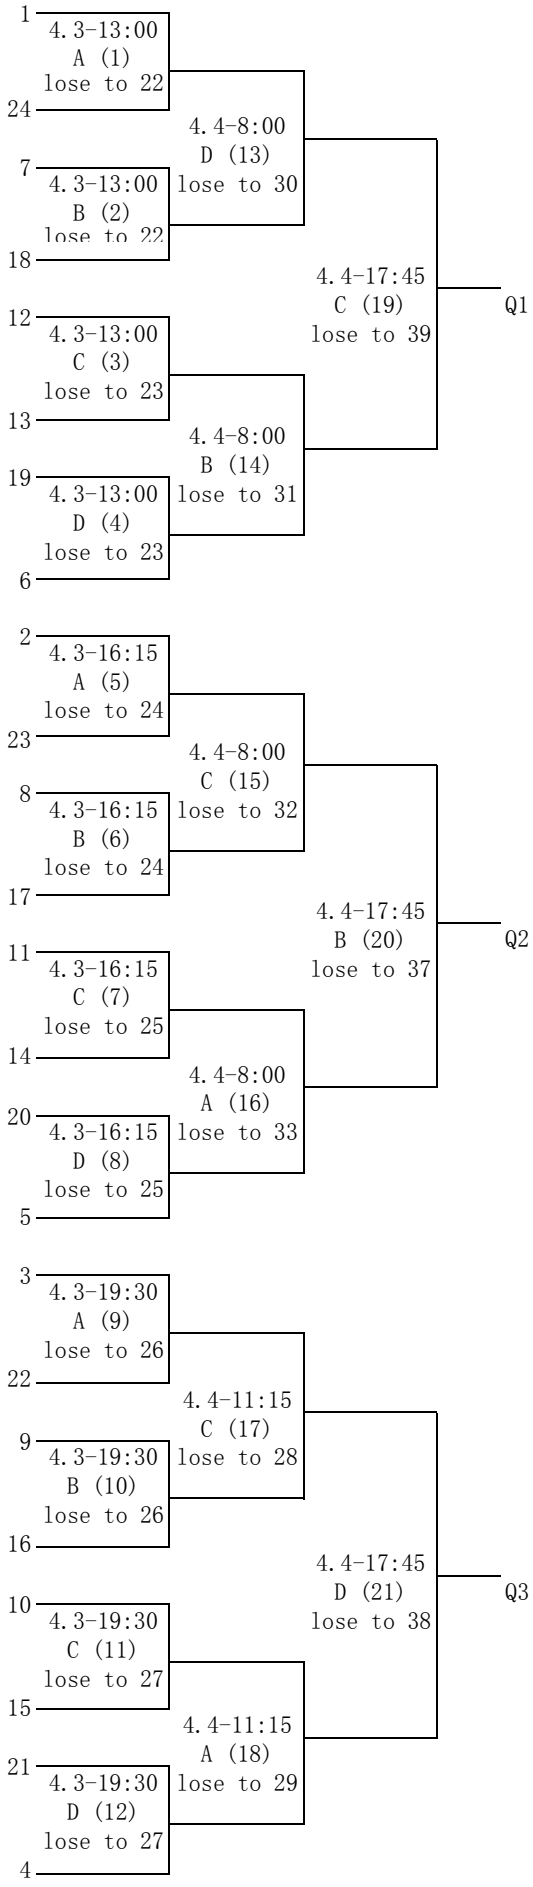 1
4.3-13:00
A (1)
lose to 22
24
4.4-8:00
D (13)
lose to 30
7
4.3-13:00
B (2)
lose to 22
18
4.4-17:45
C (19)
lose to 39
Q1
12
4.3-13:00
C (3)
lose to 23
13
4.4-8:00
B (14)
lose to 31
19
4.3-13:00
D (4)
lose to 23
6
2
4.3-16:15
A (5)
lose to 24
23
4.4-8:00
C (15)
lose to 32
8
4.3-16:15
B (6)
lose to 24
17
4.4-17:45
B (20)
lose to 37
Q2
11
4.3-16:15
C (7)
lose to 25
14
4.4-8:00
A (16)
lose to 33
20
4.3-16:15
D (8)
lose to 25
5
3
4.3-19:30
A (9)
lose to 26
22
4.4-11:15
C (17)
lose to 28
9
4.3-19:30
B (10)
lose to 26
16
4.4-17:45
D (21)
lose to 38
Q3
10
4.3-19:30
C (11)
lose to 27
15
4.4-11:15
A (18)
lose to 29
21
4.3-19:30
D (12)
lose to 27
4